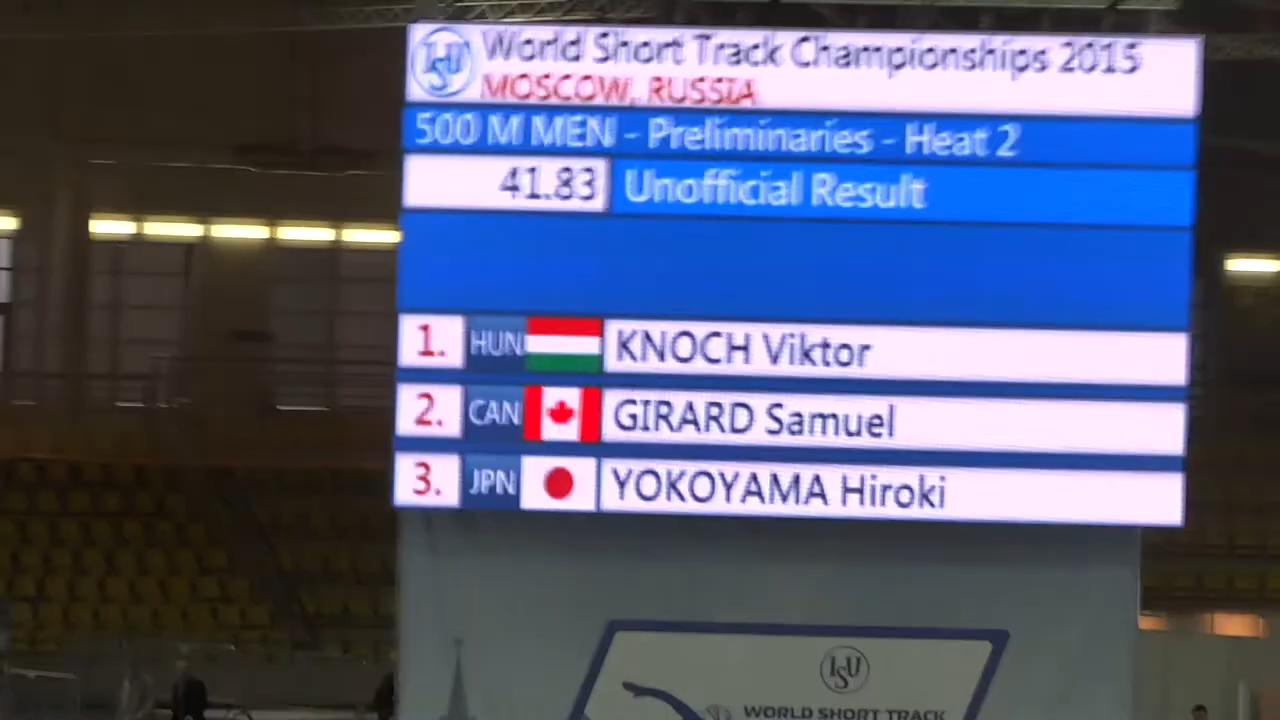 ISU World Short Track Championships 2015
MOSCOW, RUSSIA
500 M MEN - Preliminaries - Heat 2
41.83 Unofficial Result
1. HUN KNOCH Viktor
2. CAN GIRARD Samuel
3. JPN YOKOYAMA Hiroki
ISU
WORLD SHORT TRACK